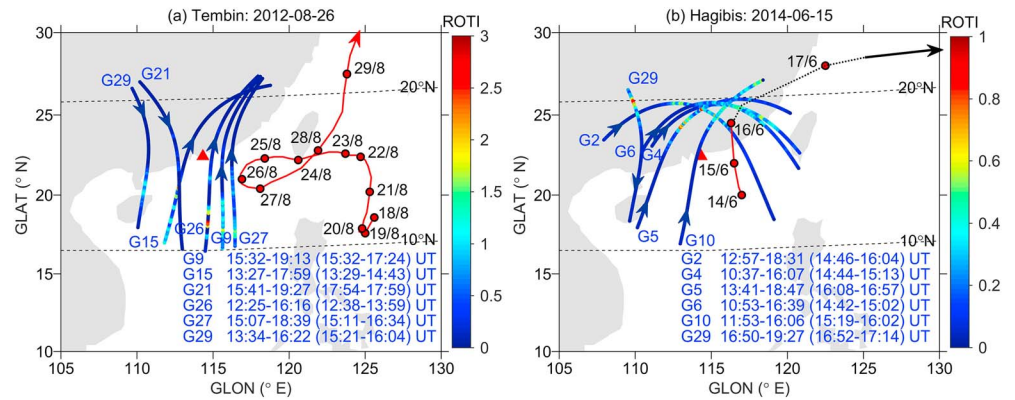 (a) Tembin: 2012-08-26
ROTI
30
25
20
15
10
GLAT (° N)
105
110
115
120
125
130
GLON (° E)
20°N
10°N
G29
G21
G15
G26
G9
G27
29/8
28/8
23/8
25/8
22/8
24/8
26/8
27/8
21/8
18/8
20/8
19/8
G9 15:32-19:13 (15:32-17:24) UT
G15 13:27-17:59 (13:29-14:43) UT
G21 15:41-19:27 (17:54-17:59) UT
G26 12:25-16:16 (12:38-13:59) UT
G27 15:07-18:39 (15:11-16:34) UT
G29 13:34-16:22 (15:21-16:04) UT
3
2.5
2
1.5
1
0.5
0
(b) Hagibis: 2014-06-15
ROTI
30
25
20
15
10
GLAT (° N)
105
110
115
120
125
130
GLON (° E)
20°N
10°N
G29
G2
G6
G4
G5
G10
17/6
16/6
15/6
14/6
G2 12:57-18:31 (14:46-16:04) UT
G4 10:37-16:07 (14:44-15:13) UT
G5 13:41-18:47 (16:08-16:57) UT
G6 10:53-16:39 (14:42-15:02) UT
G10 11:53-16:06 (15:19-16:02) UT
G29 16:50-19:27 (16:52-17:14) UT
1
0.8
0.6
0.4
0.2
0